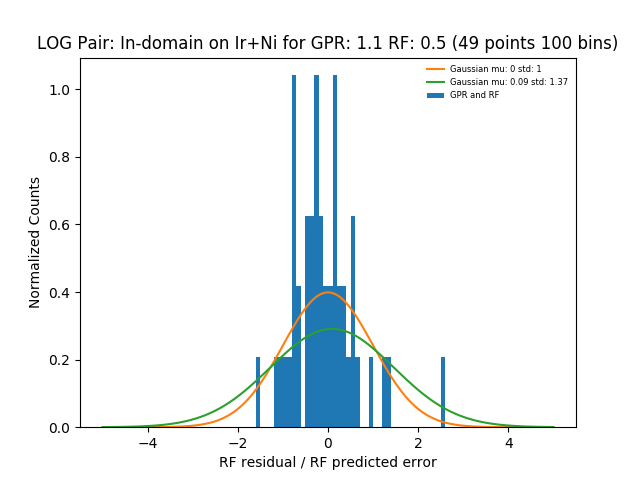 LOG Pair: In-domain on Ir+Ni for GPR: 1.1 RF: 0.5 (49 points 100 bins)
Gaussian mu: 0 std: 1
Gaussian mu: 0.09 std: 1.37
GPR and RF
Normalized Counts
1.0
0.8
0.6
0.4
0.2
0.0
−4 −2 0 2 4
RF residual / RF predicted error